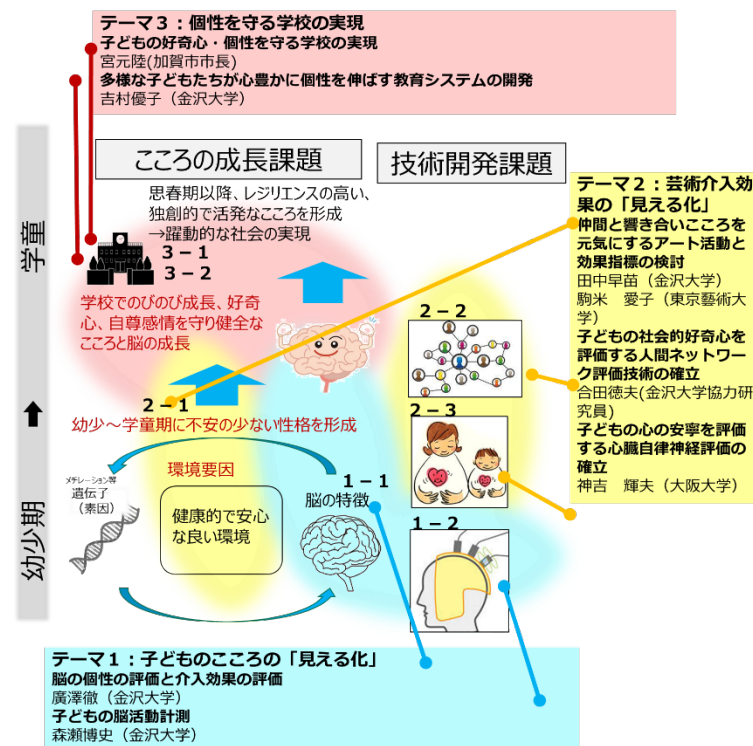 テーマ3：個性を守る学校の実現
子どもの好奇心・個性を守る学校の実現
宮元陸(加賀市市長)
多様な子どもたちが心豊かに個性を伸ばす教育システムの開発
吉村優子（金沢大学）
こころの成長課題
技術開発課題
学童
幼少期
思春期以降、レジリエンスの高い、
独創的で活発なこころを形成
→躍動的な社会の実現
3－1
3－2
学校でのびのび成長、好奇
心、自尊感情を守り健全な
こころと脳の成長
2－1
幼少～学童期に不安の少ない性格を形成
環境要因
メチレーション等
遺伝子
（素因）
健康的で安心
な良い環境
1－1
脳の特徴
2－2
2－3
1－2
テーマ2：芸術介入効
果の「見える化」
仲間と響き合いこころを
元気にするアート活動と
効果指標の検討
田中早苗（金沢大学）
駒米　愛子（東京藝術大
学）
子どもの社会的好奇心を
評価する人間ネットワー
ク評価技術の確立
合田徳夫(金沢大学協力研
究員)
子どもの心の安寧を評価
する心臓自律神経評価の
確立
神吉　輝夫（大阪大学）
テーマ1：子どものこころの「見える化」
脳の個性の評価と介入効果の評価
廣澤徹（金沢大学）
子どもの脳活動計測
森瀬博史（金沢大学）